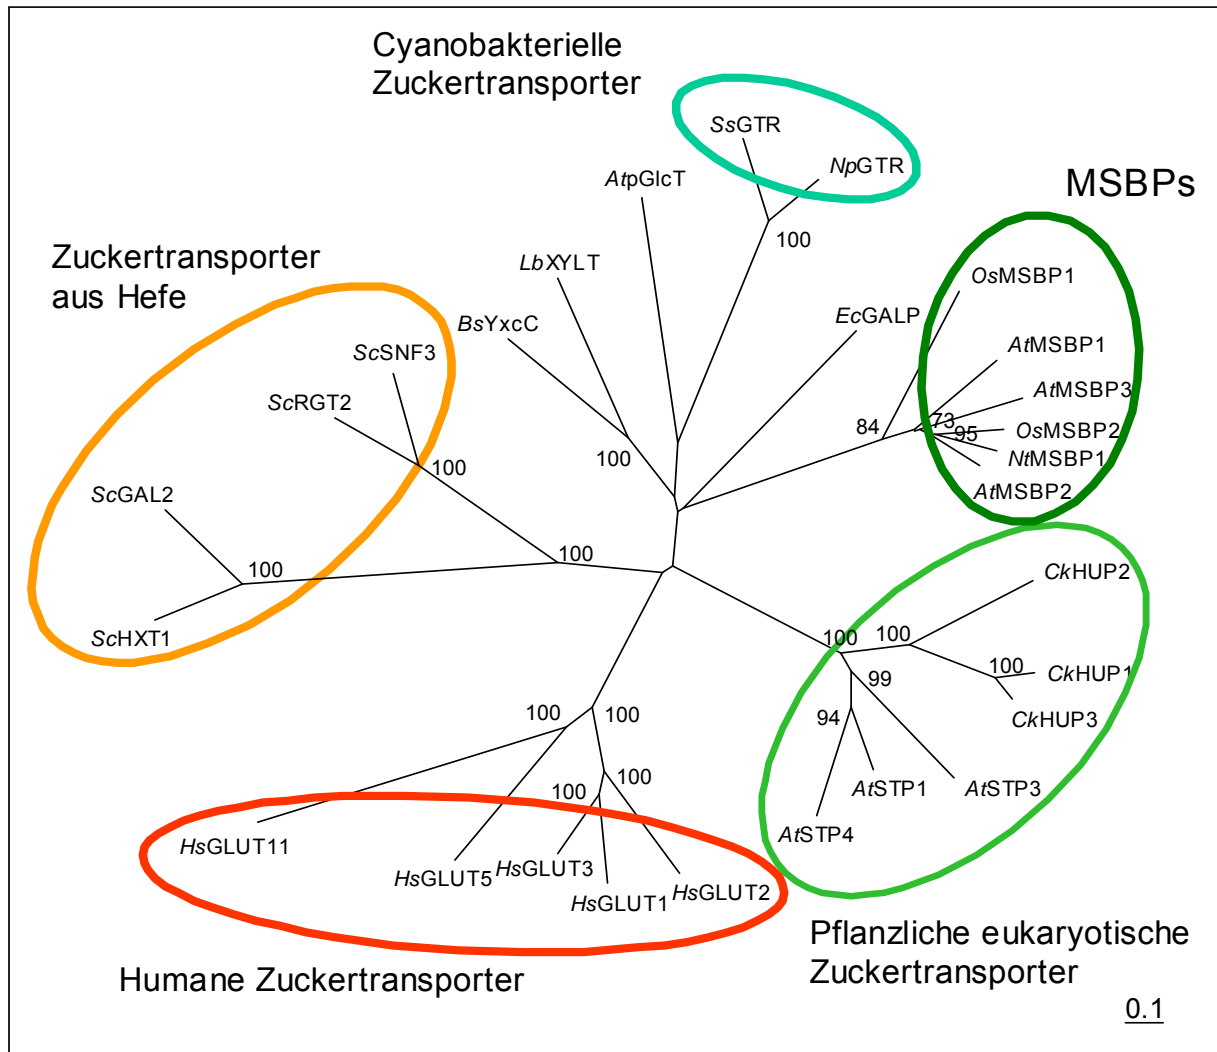 Cyanobakterielle
Zuckertransporter
SsGTR
NpGTR
AtpGlcT
MSBPs
100
Zuckertransporter
aus Hefe
LbXYLT
OsMSBP1
BsYxcC
EcGALP
ScSNF3
AtMSBP1
AtMSBP3
ScRGT2
84
73
95
OsMSBP2
NtMSBP1
100
100
ScGAL2
AtMSBP2
100
100
CkHUP2
ScHXT1
100
100
100
CkHUP1
99
CkHUP3
100
100
94
100
100
AtSTP1
AtSTP3
AtSTP4
HsGLUT11
HsGLUT5
HsGLUT3
HsGLUT1
HsGLUT2
Pflanzliche eukaryotische
Zuckertransporter
Humane Zuckertransporter
0.1